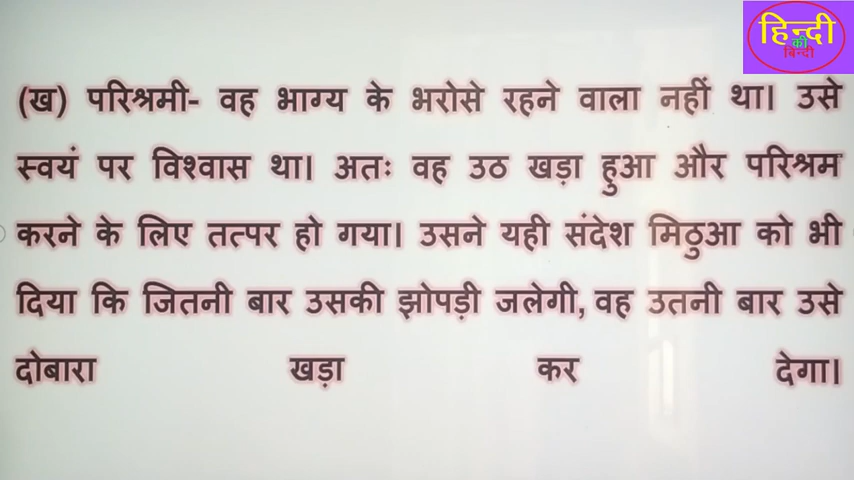 हिन्दी
की
बिन्दी
(ख) परिश्रमी- वह भाग्य के भरोसे रहने वाला नहीं था। उसे
स्वयं पर विश्वास था। अतः वह उठ खड़ा हुआ और परिश्रम
करने के लिए तत्पर हो गया। उसने यही संदेश मिठुआ को भी
दिया कि जितनी बार उसकी झोपड़ी जलेगी, वह उतनी बार उसे
दोबारा खड़ा कर देगा।